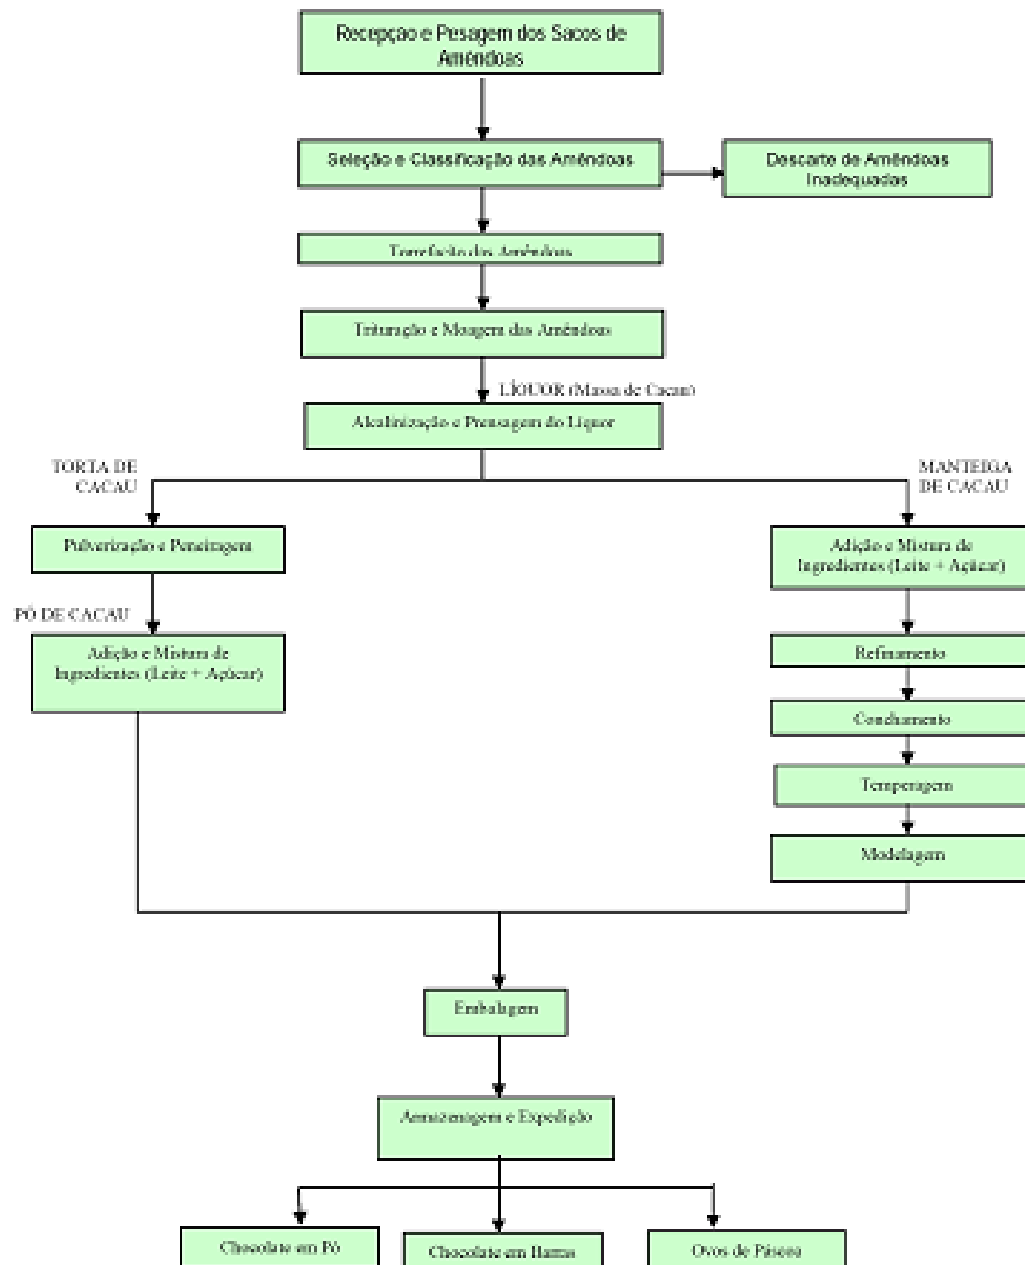 Recepção e Pesagem dos Sacos de
Amêndoas
Seleção e Classificação das Amêndoas
Descarte de Amêndoas
Inadequadas
Torrefação das Amêndoas
Trituração e Moagem das Amêndoas
LÍQUOR (Massa de Cacau)
Alcalinização e Prensagem do Líquor
TORTA DE
CACAU
MANTEIGA
DE CACAU
Pulverização e Peneiragem
Adição e Mistura de
Ingredientes (Leite + Açúcar)
PÓ DE CACAU
Adição e Mistura de
Ingredientes (Leite + Açúcar)
Refinamento
Conchamento
Temperagem
Modelagem
Embalagem
Armazenagem e Expedição
Chocolate em Pó
Chocolate em Barras
Ovos de Páscoa